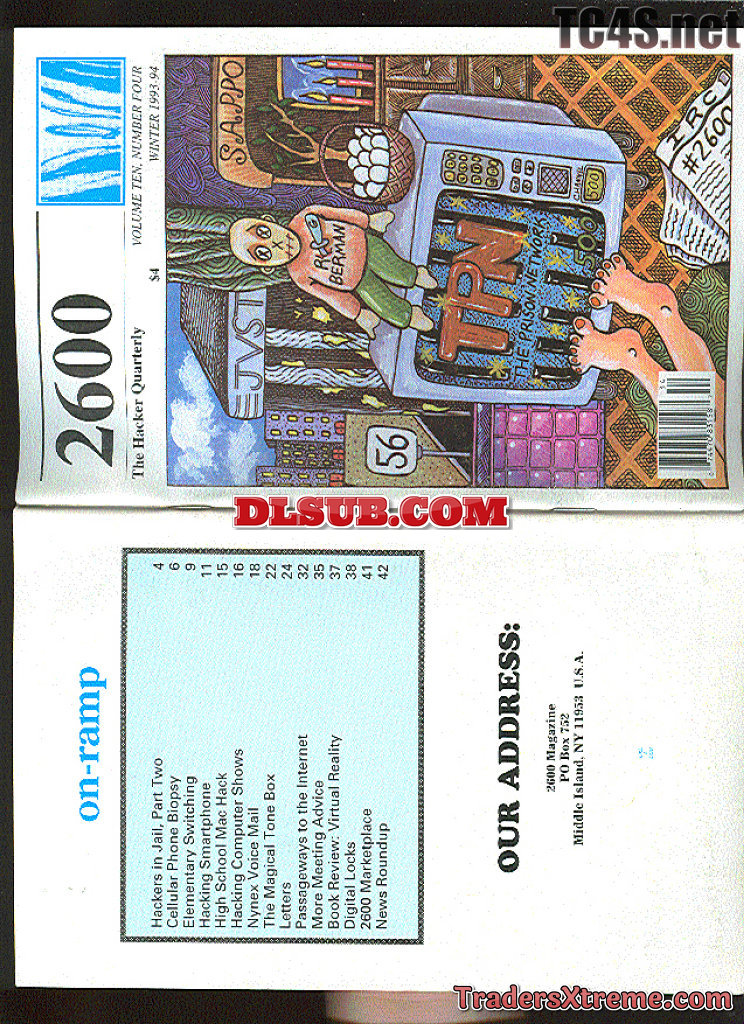 TC4S.net
2600
The Hacker Quarterly
VOLUME TEN, NUMBER FOUR
WINTER 1993-94
$4
S.A.PPO
IRC
#2600
CHANNEL
500
TPN
THE PRISON NETWORK
500
BERMAN
JVST
56
DLSUB.COM
on-ramp
Hackers in Jail, Part Two 4
Cellular Phone Biopsy 6
Elementary Switching 9
Hacking Smartphone 11
High School Mac Hack 15
Hacking Computer Shows 16
Nynex Voice Mail 18
The Magical Tone Box 22
Letters 24
Passageways to the Internet 32
More Meeting Advice 35
Book Review: Virtual Reality 37
Digital Locks 38
2600 Marketplace 41
News Roundup 42
OUR ADDRESS:
2600 Magazine
PO Box 752
Middle Island, NY 11953 U.S.A.
TradersXtreme.com